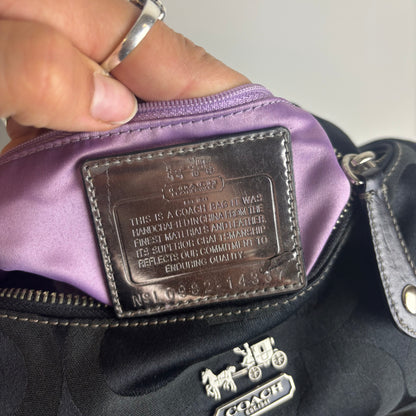 COACH
THIS IS A COACH BAG. IT WAS
HANDCRAFTED IN CHINA FROM THE
FINEST MATERIALS AND LEATHER.
ITS SUPERIOR CRAFTSMANSHIP
REFLECTS OUR COMMITMENT TO
ENDURING QUALITY.
COACH